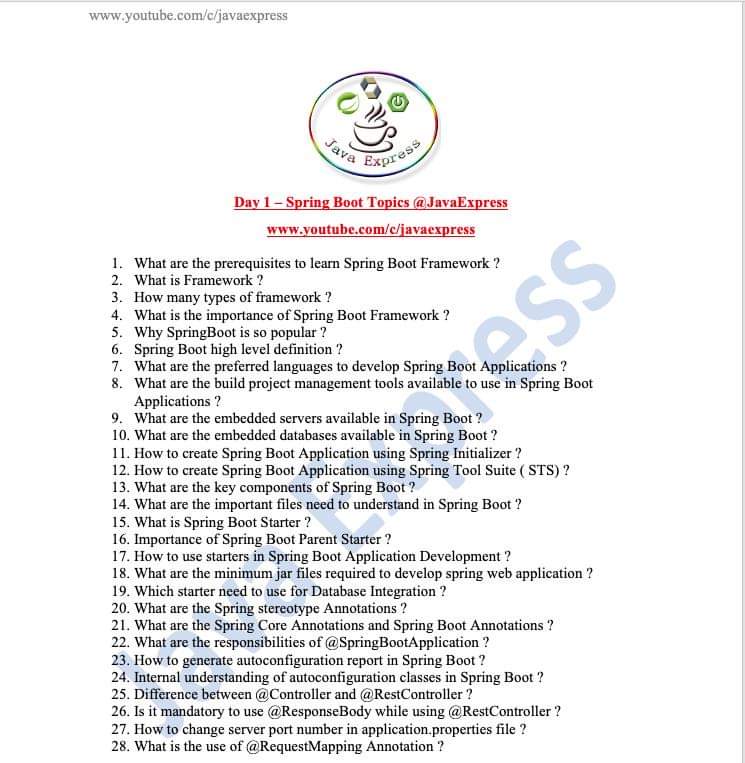 www.youtube.com/c/javaexpress
Java Express
Day 1 – Spring Boot Topics @JavaExpress
www.youtube.com/c/javaexpress
1. What are the prerequisites to learn Spring Boot Framework ?
2. What is Framework ?
3. How many types of framework ?
4. What is the importance of Spring Boot Framework ?
5. Why SpringBoot is so popular ?
6. Spring Boot high level definition ?
7. What are the preferred languages to develop Spring Boot Applications ?
8. What are the build project management tools available to use in Spring Boot
Applications ?
9. What are the embedded servers available in Spring Boot ?
10. What are the embedded databases available in Spring Boot ?
11. How to create Spring Boot Application using Spring Initializer ?
12. How to create Spring Boot Application using Spring Tool Suite ( STS) ?
13. What are the key components of Spring Boot ?
14. What are the important files need to understand in Spring Boot ?
15. What is Spring Boot Starter ?
16. Importance of Spring Boot Parent Starter ?
17. How to use starters in Spring Boot Application Development ?
18. What are the minimum jar files required to develop spring web application ?
19. Which starter need to use for Database Integration ?
20. What are the Spring stereotype Annotations ?
21. What are the Spring Core Annotations and Spring Boot Annotations ?
22. What are the responsibilities of @SpringBootApplication ?
23. How to generate autoconfiguration report in Spring Boot ?
24. Internal understanding of autoconfiguration classes in Spring Boot ?
25. Difference between @Controller and @RestController ?
26. Is it mandatory to use @ResponseBody while using @RestController ?
27. How to change server port number in application.properties file ?
28. What is the use of @RequestMapping Annotation ?
Java Express